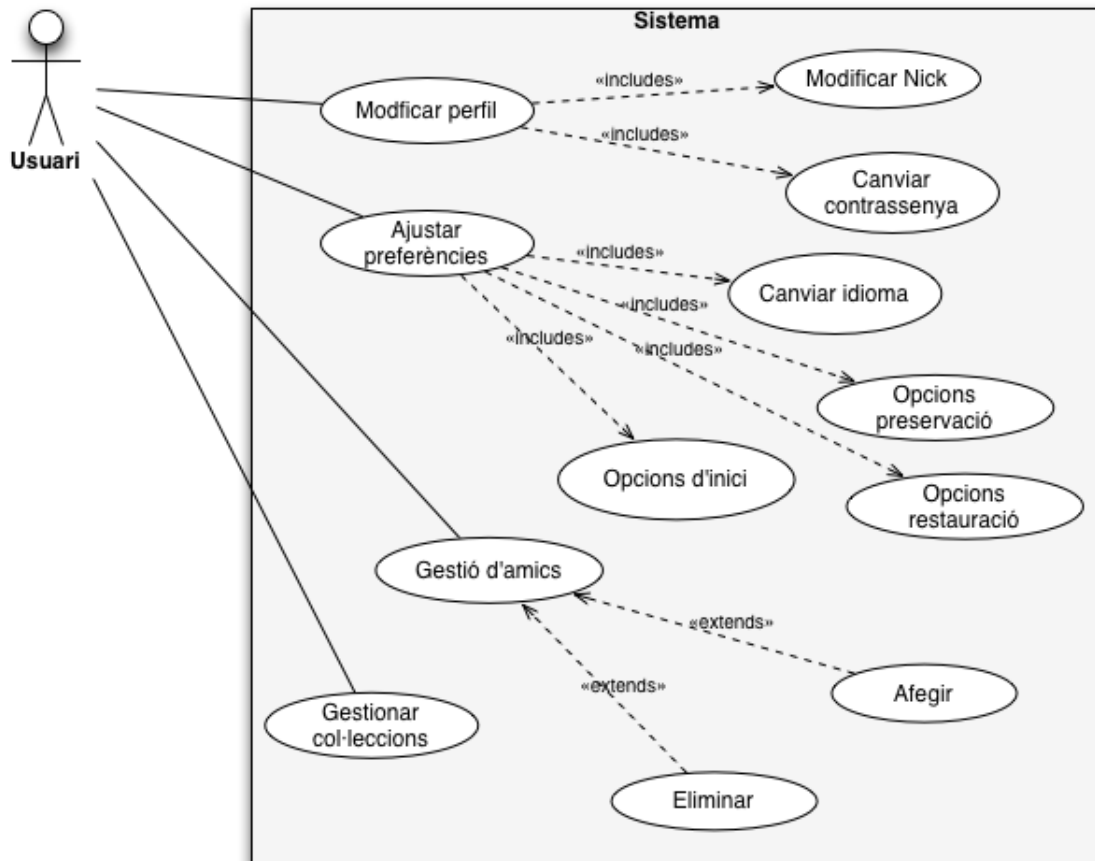 Sistema
Usuari
Modficar perfil
«includes»
Modificar Nick
«includes»
Canviar
contrassenya
Ajustar
preferències
«includes»
Canviar idioma
«includes»
Opcions
preservació
«includes»
Opcions
restauració
«includes»
Opcions d'inici
Gestió d'amics
«extends»
Afegir
«extends»
Eliminar
Gestionar
col·leccions